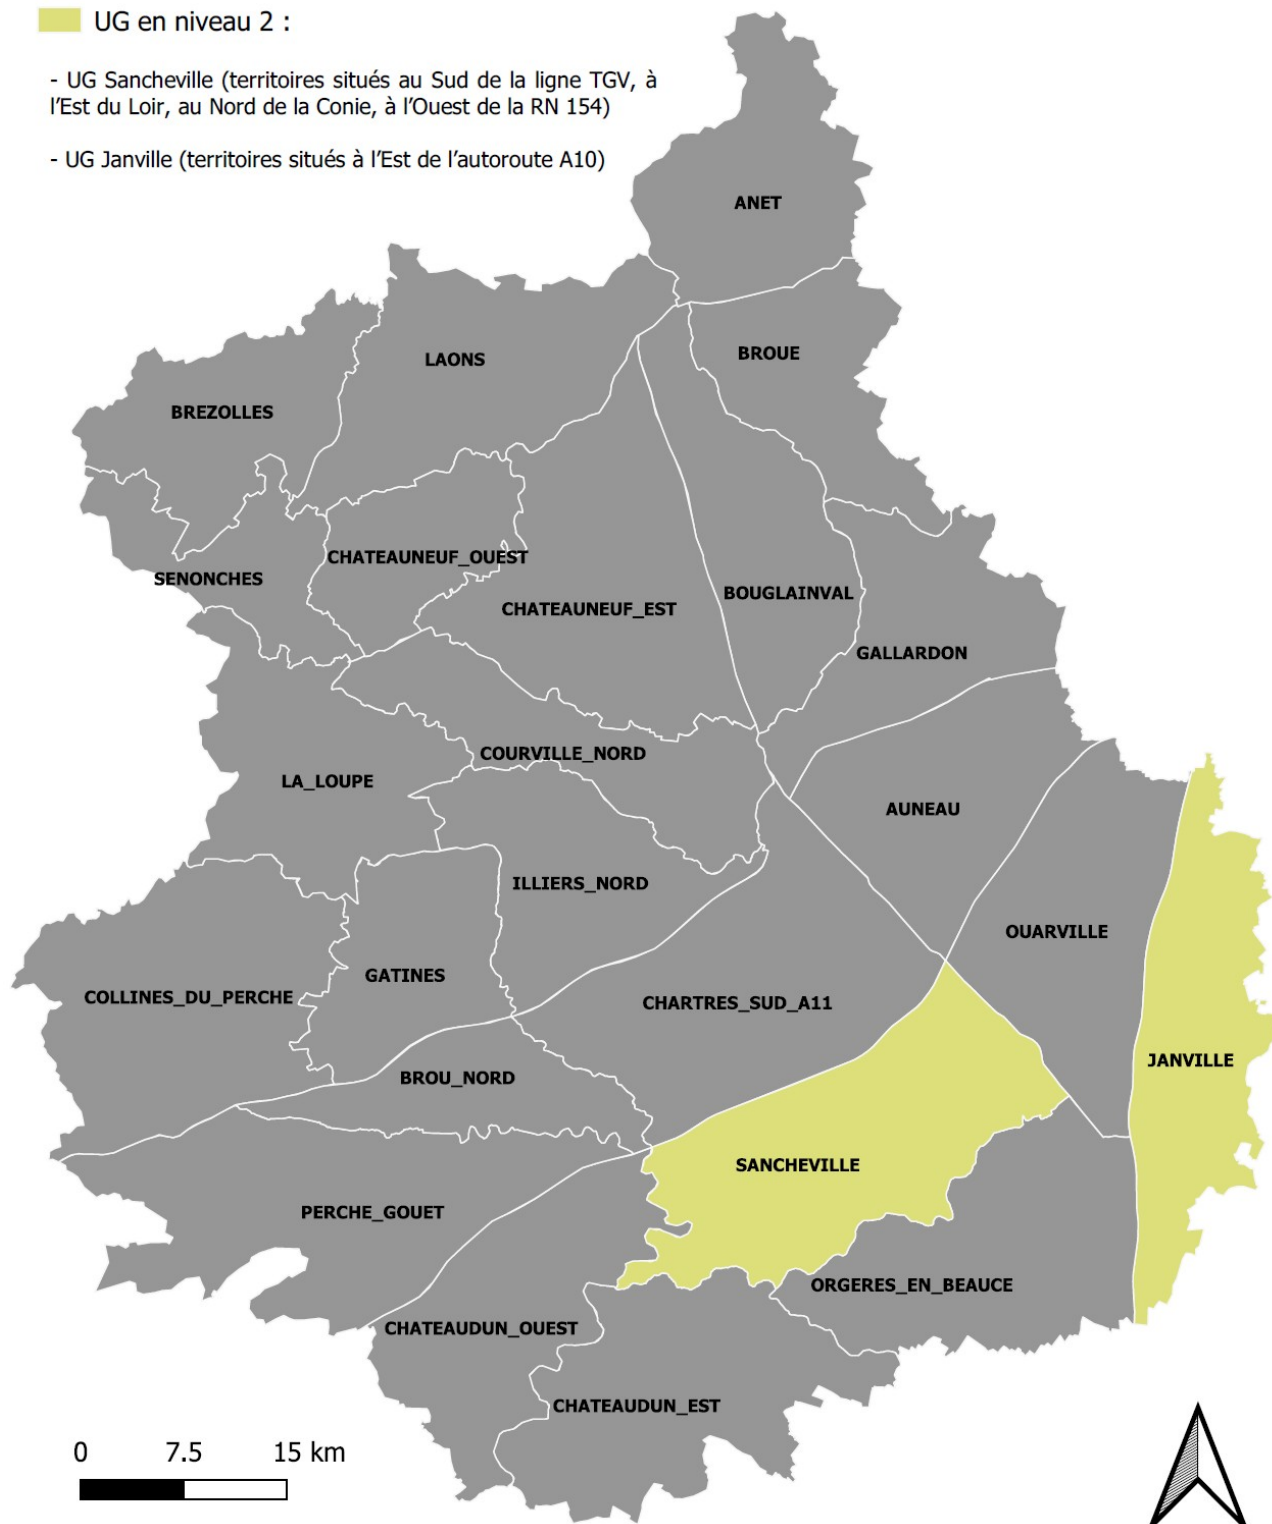 UG en niveau 2 :
- UG Sancheville (territoires situés au Sud de la ligne TGV, à
l'Est du Loir, au Nord de la Conie, à l'Ouest de la RN 154)
- UG Janville (territoires situés à l'Est de l'autoroute A10)
ANET
BROUE
LAONS
BREZOLLES
CHATEAUNEUF_OUEST
SENONCHES
BOUGLAINVAL
CHATEAUNEUF_EST
GALLARDON
COURVILLE_NORD
LA_LOUPE
AUNEAU
ILLIERS_NORD
OUARVILLE
GATINES
COLLINES_DU_PERCHE
CHARTRES_SUD_A11
JANVILLE
BROU_NORD
SANCHEVILLE
PERCHE_GOUET
ORGERES_EN_BEAUCE
CHATEAUDUN_OUEST
CHATEAUDUN_EST
0 7.5 15 km